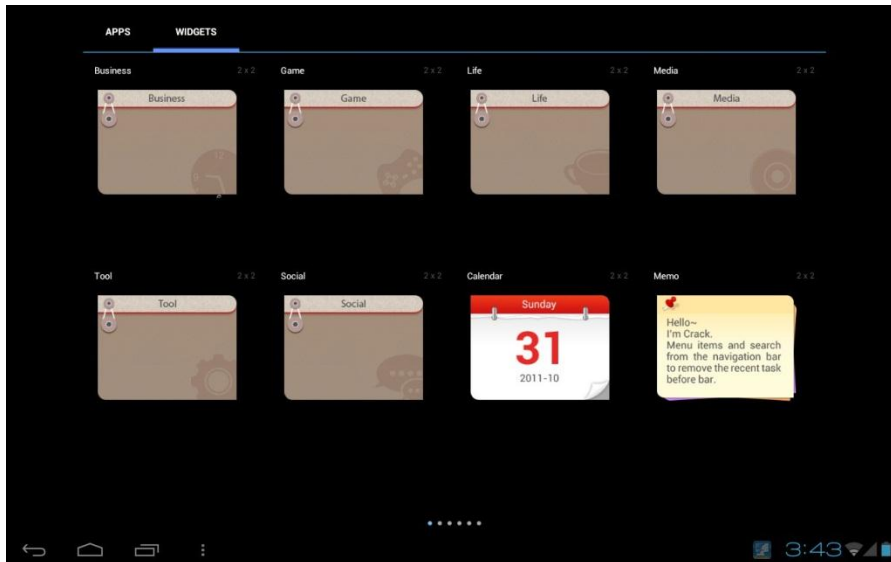 APPS WIDGETS
Business 2 x 2 Game 2 x 2 Life 2 x 2 Media 2 x 2
Business Game Life Media
12
Tool 2 x 2 Social 2 x 2 Calendar 2 x 2 Memo 2 x 2
Tool Social Sunday
31
2011-10
Hello~
I'm Crack.
Menu items and search
from the navigation bar
to remove the recent task
before bar.
3:43